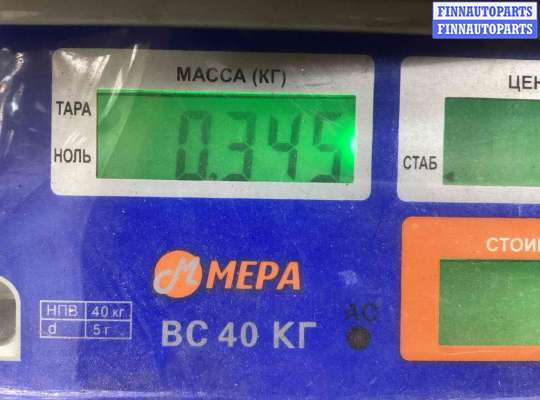 FINNAUTOPARTS
FINNAUTOPARTS
МАССА (КГ)
ЦЕН
ТАРА
0.345
НОЛЬ
СТАБ
СТОИ
МЕРА
НПВ 40 кг
d 5 г
ВС 40 КГ
AC